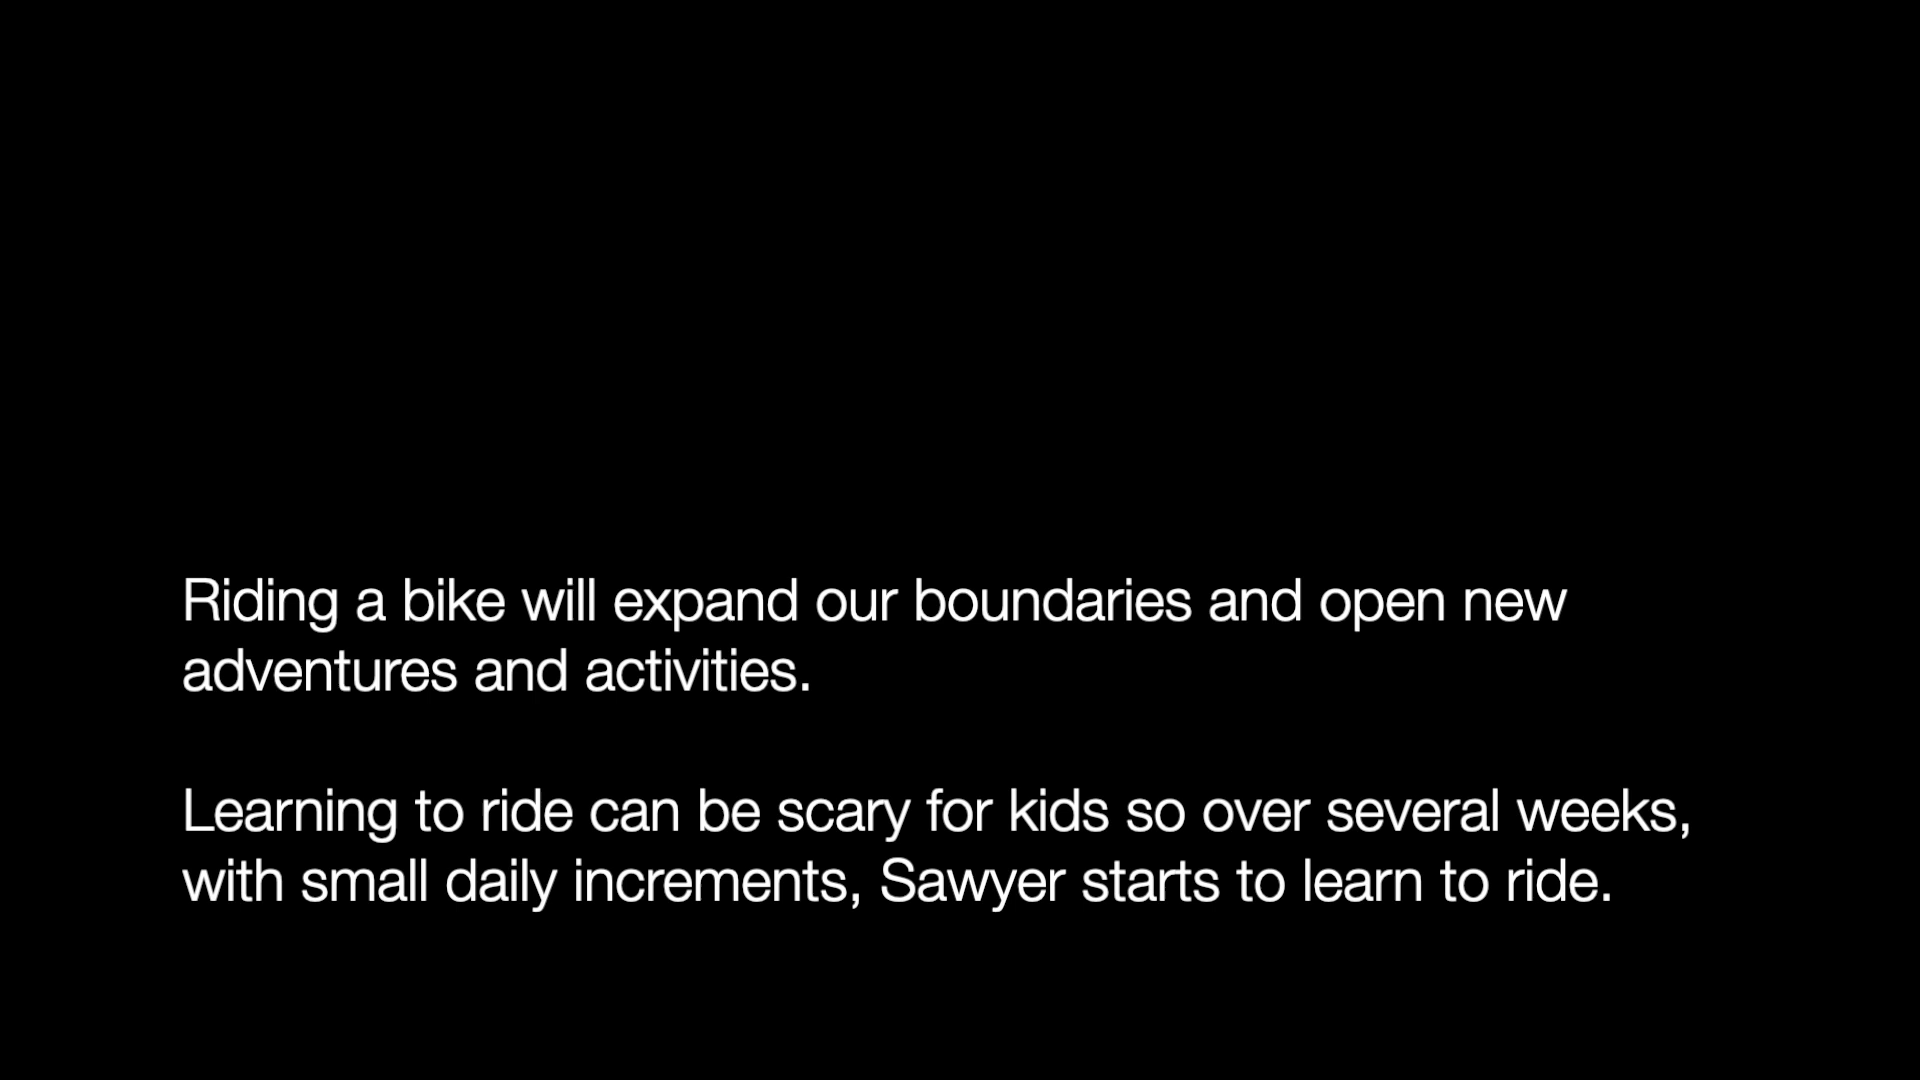 Riding a bike will expand our boundaries and open new
adventures and activities.
Learning to ride can be scary for kids so over several weeks,
with small daily increments, Sawyer starts to learn to ride.